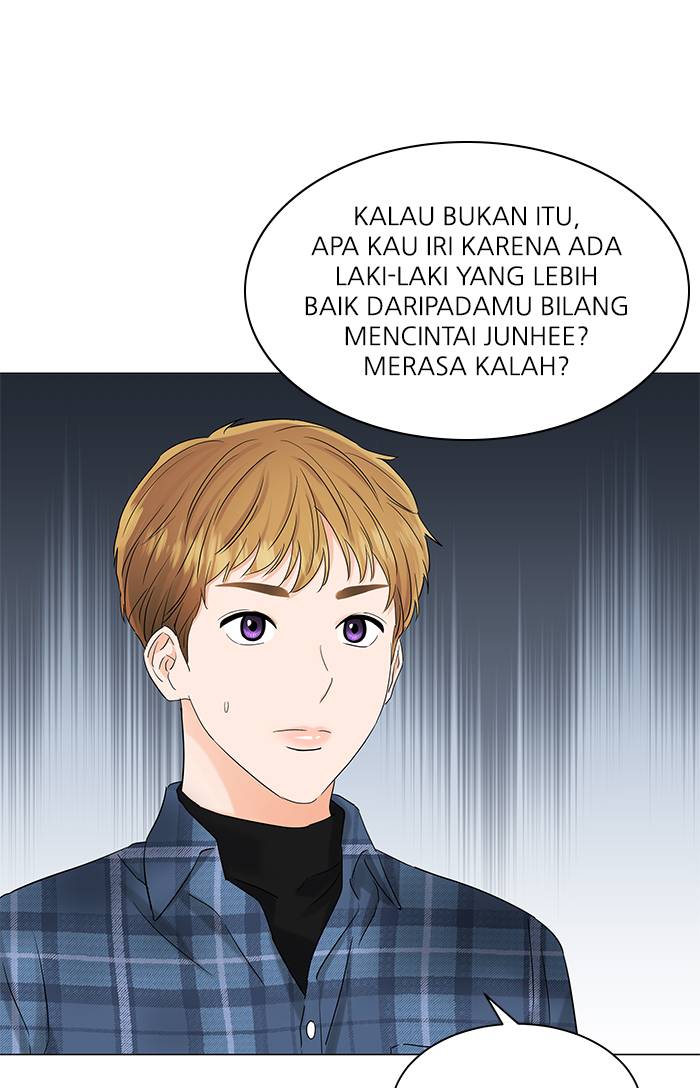 KALAU BUKAN ITU,
APA KAU IRI KARENA ADA
LAKI-LAKI YANG LEBIH
BAIK DARIPADAMU BILANG
MENCINTAI JUNHEE?
MERASA KALAH?